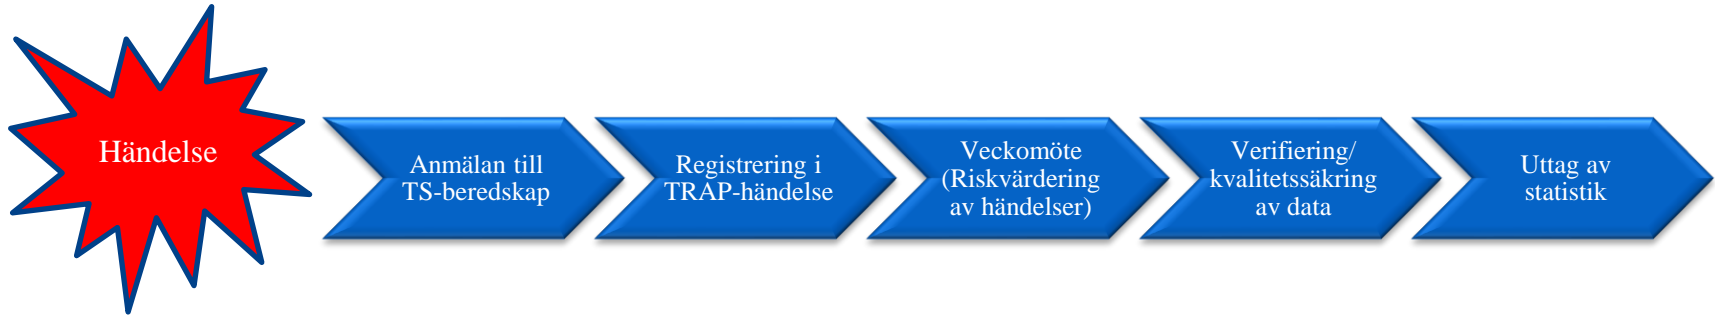 Händelse
Anmälan till
TS-beredskap
Registrering i
TRAP-händelse
Veckomöte
(Riskvärdering
av händelser)
Verifiering/
kvalitetssäkring
av data
Uttag av
statistik